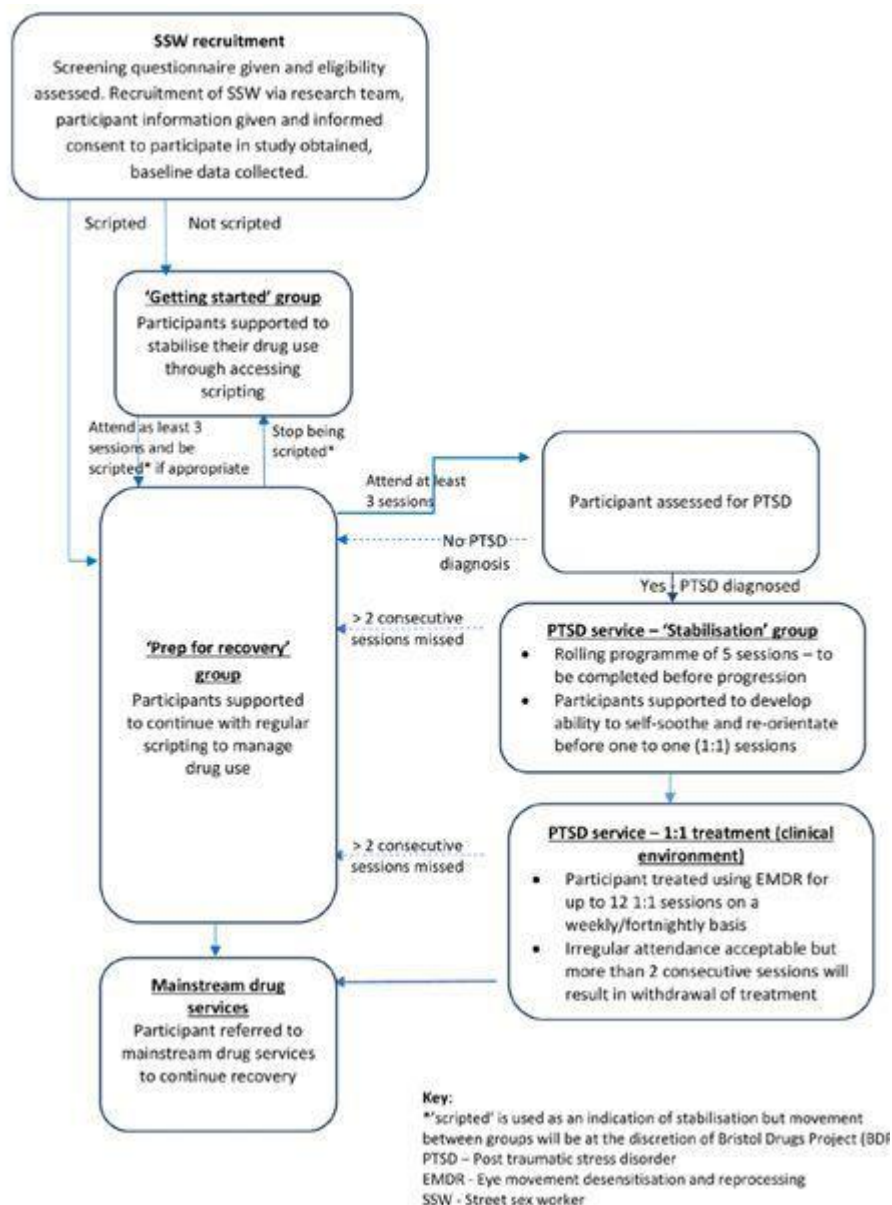 SSW recruitment
Screening questionnaire given and eligibility
assessed. Recruitment of SSW via research team,
participant information given and informed
consent to participate in study obtained,
baseline data collected.
Scripted
Not scripted
'Getting started' group
Participants supported to
stabilise their drug use
through accessing
scripting
Attend as least 3
sessions and be
scripted* if appropriate
Stop being
scripted*
Attend at least
3 sessions
Participant assessed for PTSD
No PTSD
diagnosis
Yes - PTSD diagnosed
> 2 consecutive
sessions missed
PTSD service – 'Stabilisation' group
• Rolling programme of 5 sessions – to
be completed before progression
• Participants supported to develop
ability to self-soothe and re-orientate
before one to one (1:1) sessions
'Prep for recovery'
group
Participants supported
to continue with regular
scripting to manage
drug use
> 2 consecutive
sessions missed
PTSD service – 1:1 treatment (clinical
environment)
• Participant treated using EMDR for
up to 12 1:1 sessions on a
weekly/fortnightly basis
• Irregular attendance acceptable but
more than 2 consecutive sessions will
result in withdrawal of treatment
Mainstream drug
services
Participant referred to
mainstream drug services
to continue recovery
Key:
*'scripted' is used as an indication of stabilisation but movement
between groups will be at the discretion of Bristol Drugs Project (BDP
PTSD – Post traumatic stress disorder
EMDR - Eye movement desensitisation and reprocessing
SSW - Street sex worker